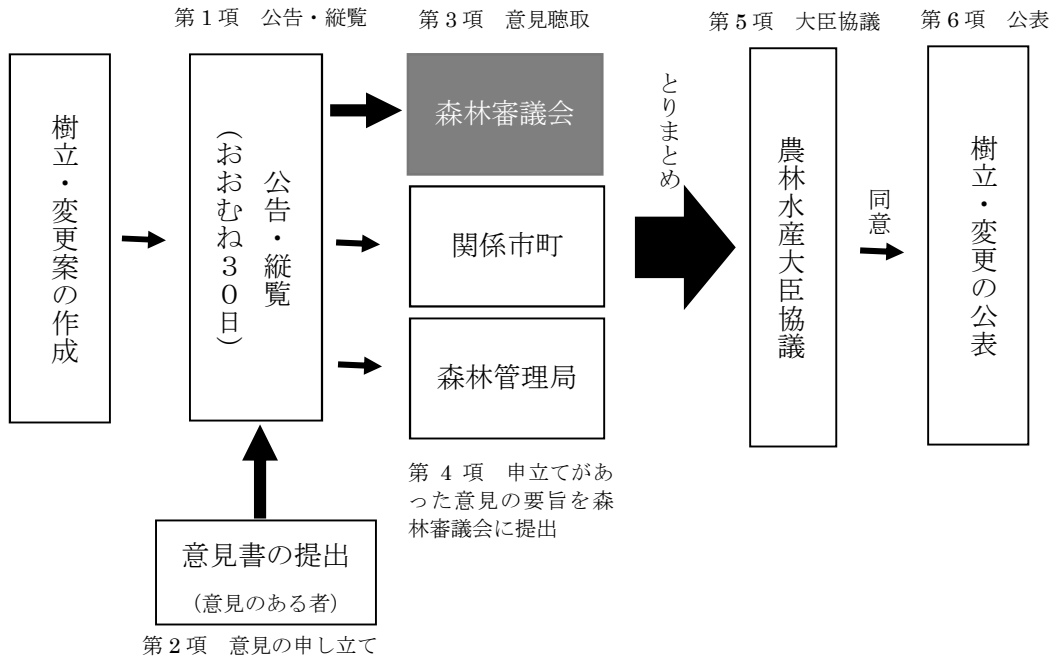 第1項　公告・縦覧
第3項　意見聴取
第5項　大臣協議
第6項　公表
樹立・変更案の作成
公告・縦覧
（おおむね３０日）
森林審議会
関係市町
森林管理局
とりまとめ
農林水産大臣協議
同意
樹立・変更の公表
第 4 項　申立てがあ
った意見の要旨を森
林審議会に提出
意見書の提出
（意見のある者）
第2項　意見の申し立て